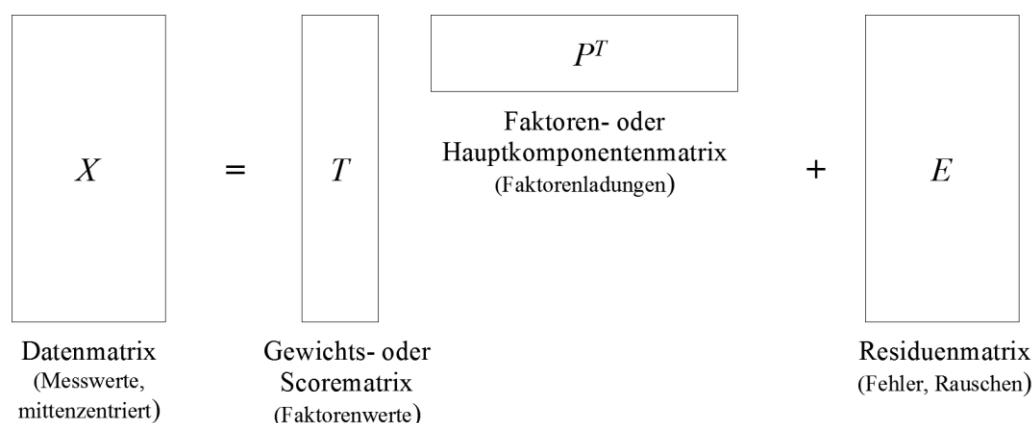 X
=
T
P^T
+
E
Faktoren- oder
Hauptkomponentenmatrix
(Faktorenladungen)
Datenmatrix
(Messwerte,
mittenzentriert)
Gewichts- oder
Scorematrix
(Faktorenwerte)
Residuenmatrix
(Fehler, Rauschen)